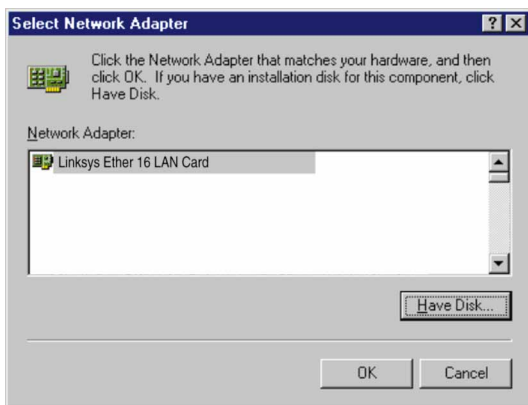 Select Network Adapter
Click the Network Adapter that matches your hardware, and then
click OK. If you have an installation disk for this component, click
Have Disk.
Network Adapter:
Linksys Ether 16 LAN Card
Have Disk...
OK
Cancel